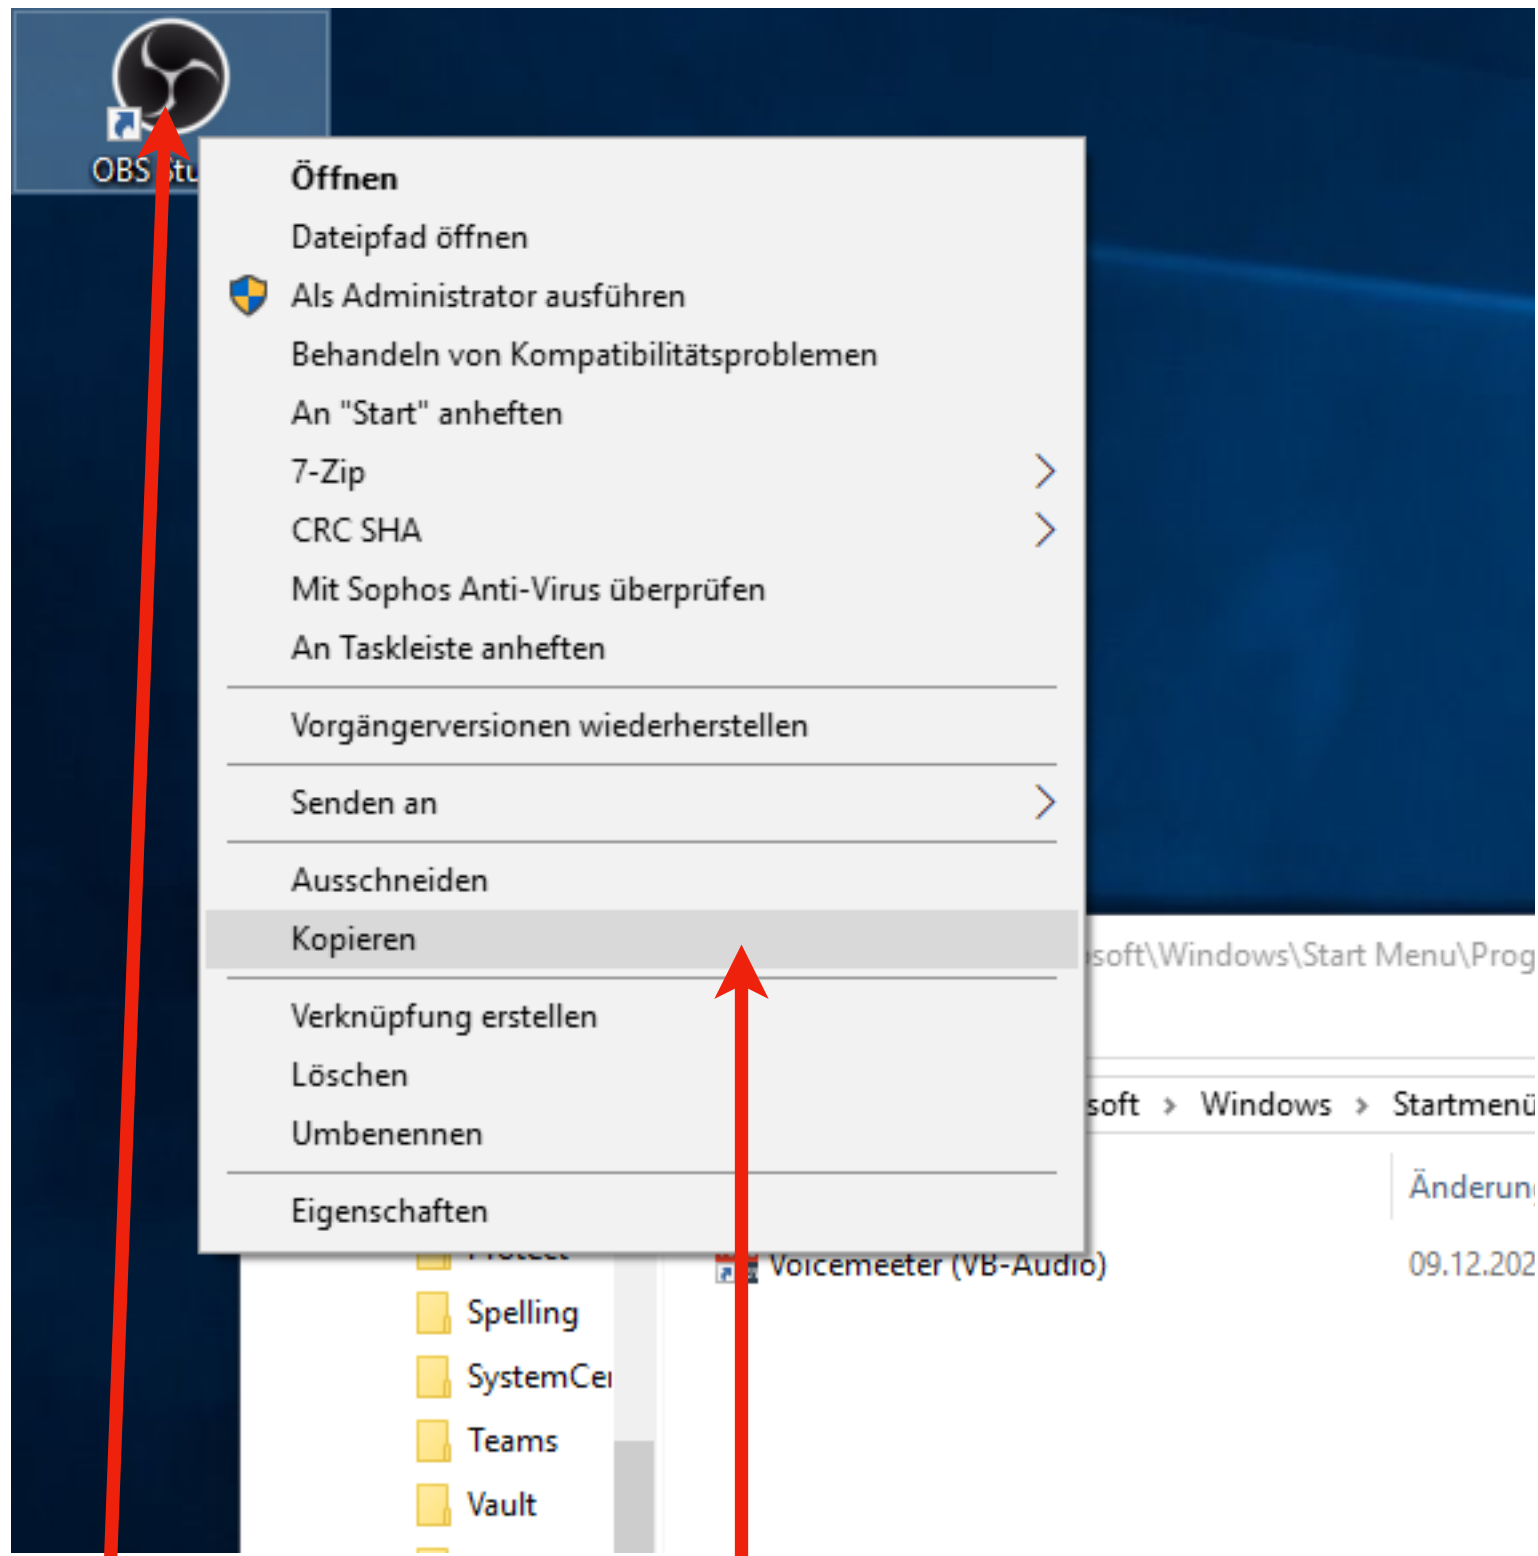 OBS Stu
Öffnen
Dateipfad öffnen
Als Administrator ausführen
Behandeln von Kompatibilitätsproblemen
An "Start" anheften
7-Zip
CRC SHA
Mit Sophos Anti-Virus überprüfen
An Taskleiste anheften
Vorgängerversionen wiederherstellen
Senden an
Ausschneiden
Kopieren
Verknüpfung erstellen
Löschen
Umbenennen
Eigenschaften
soft\Windows\Start Menu\Prog
soft > Windows > Startmenü
Änderun
Voicemeeter (VB-Audio) 09.12.202
Spelling
SystemCer
Teams
Vault